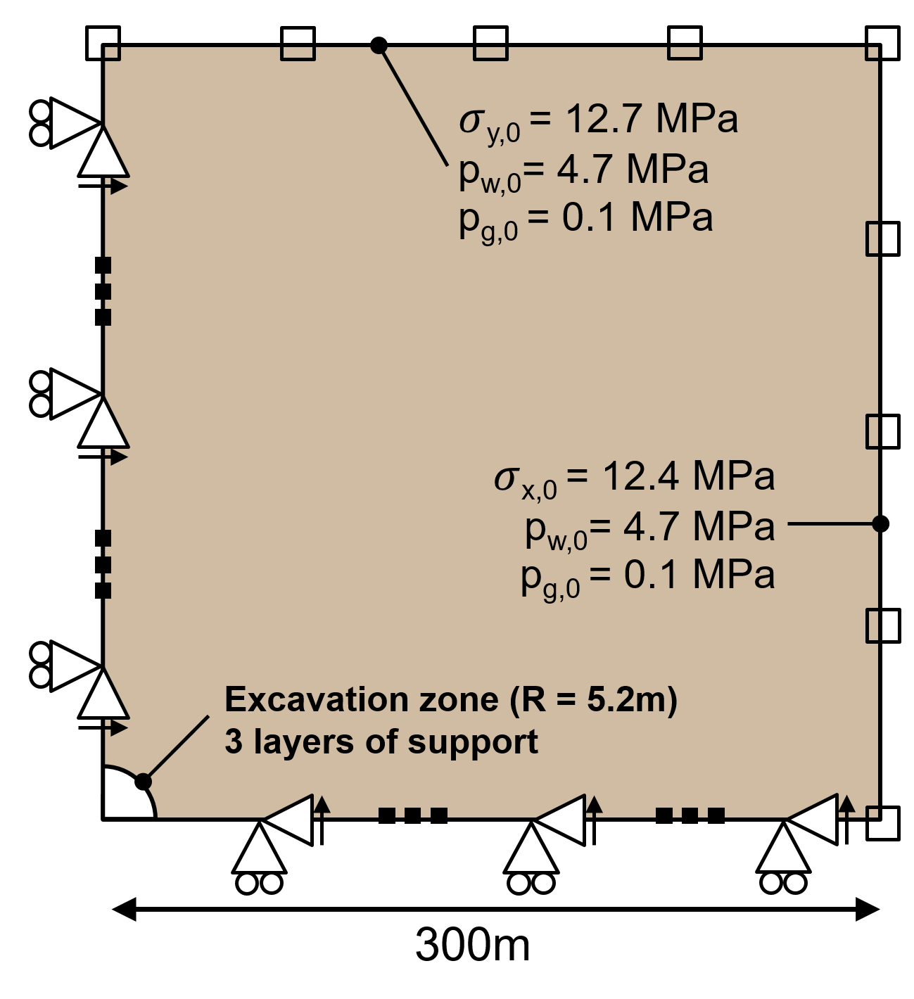 σy,0 = 12.7 MPa
pw,0= 4.7 MPa
pg,0 = 0.1 MPa
σx,0 = 12.4 MPa
pw,0= 4.7 MPa
pg,0 = 0.1 MPa
Excavation zone (R = 5.2m)
3 layers of support
300m